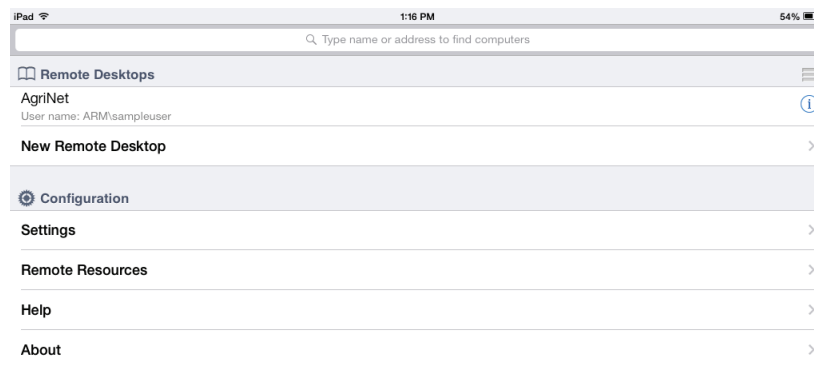 iPad 1:16 PM 54%
Type name or address to find computers
Remote Desktops
AgriNet
User name: ARM\sampleuser
New Remote Desktop
Configuration
Settings
Remote Resources
Help
About